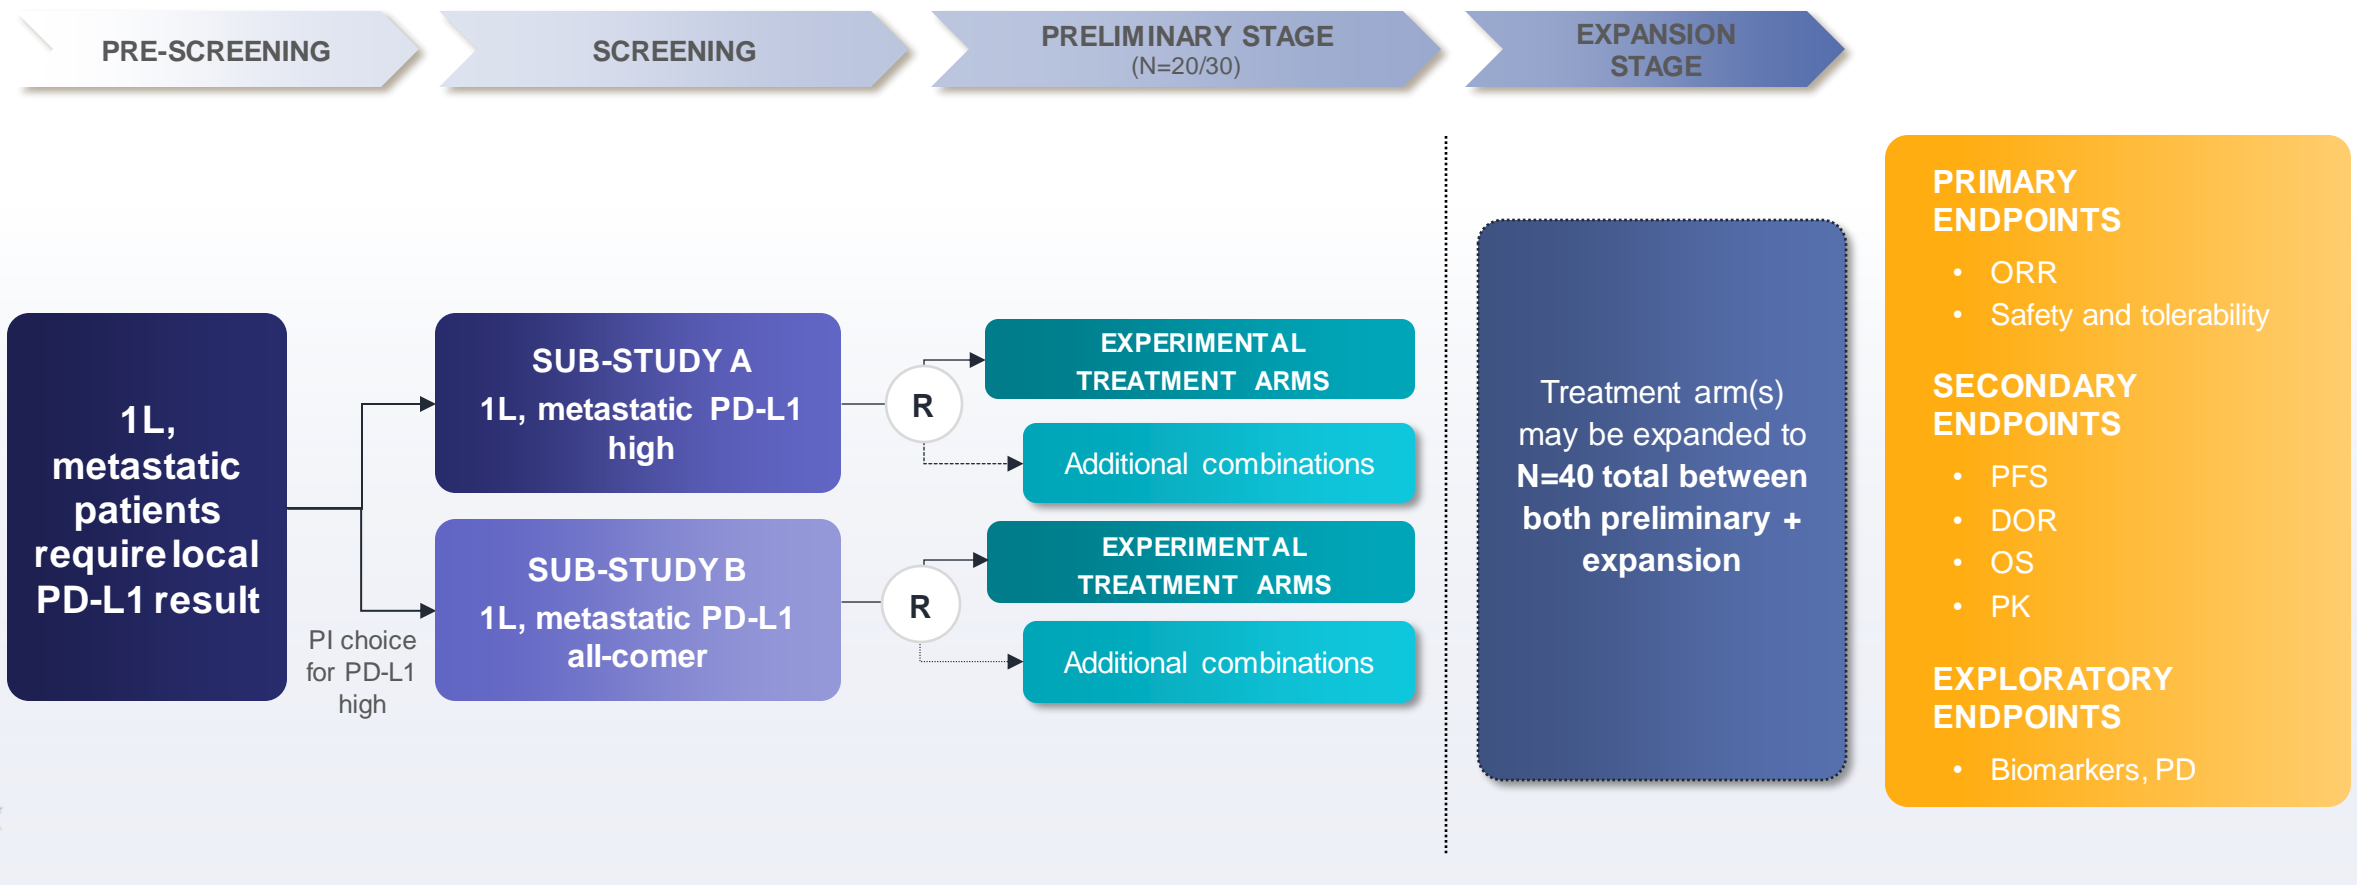 PRE-SCREENING
SCREENING
PRELIMINARY STAGE
(N=20/30)
EXPANSION
STAGE
1L,
metastatic
patients
require local
PD-L1 result
PI choice
for PD-L1
high
SUB-STUDY A
1L, metastatic PD-L1
high
SUB-STUDY B
1L, metastatic PD-L1
all-comer
R
R
EXPERIMENTAL
TREATMENT ARMS
Additional combinations
EXPERIMENTAL
TREATMENT ARMS
Additional combinations
Treatment arm(s)
may be expanded to
N=40 total between
both preliminary +
expansion
PRIMARY
ENDPOINTS
• ORR
• Safety and tolerability
SECONDARY
ENDPOINTS
• PFS
• DOR
• OS
• PK
EXPLORATORY
ENDPOINTS
• Biomarkers, PD